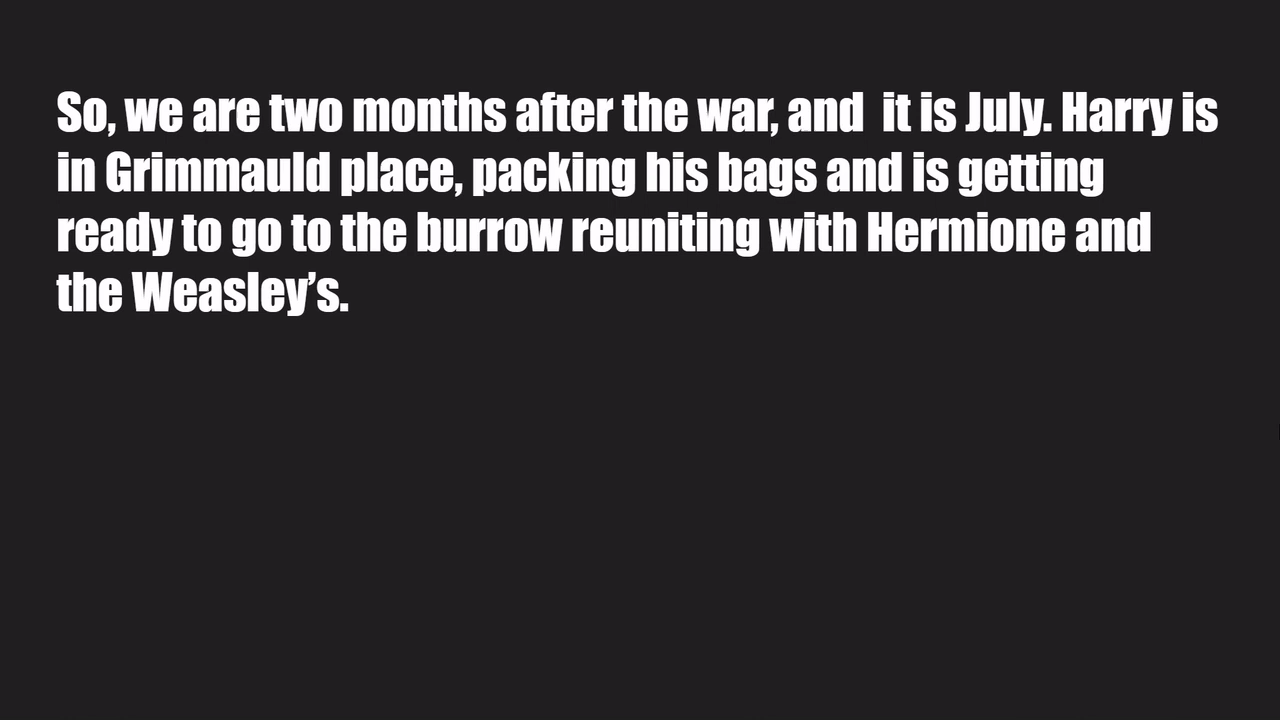 So, we are two months after the war, and  it is July. Harry is
in Grimmauld place, packing his bags and is getting
ready to go to the burrow reuniting with Hermione and
the Weasley’s.